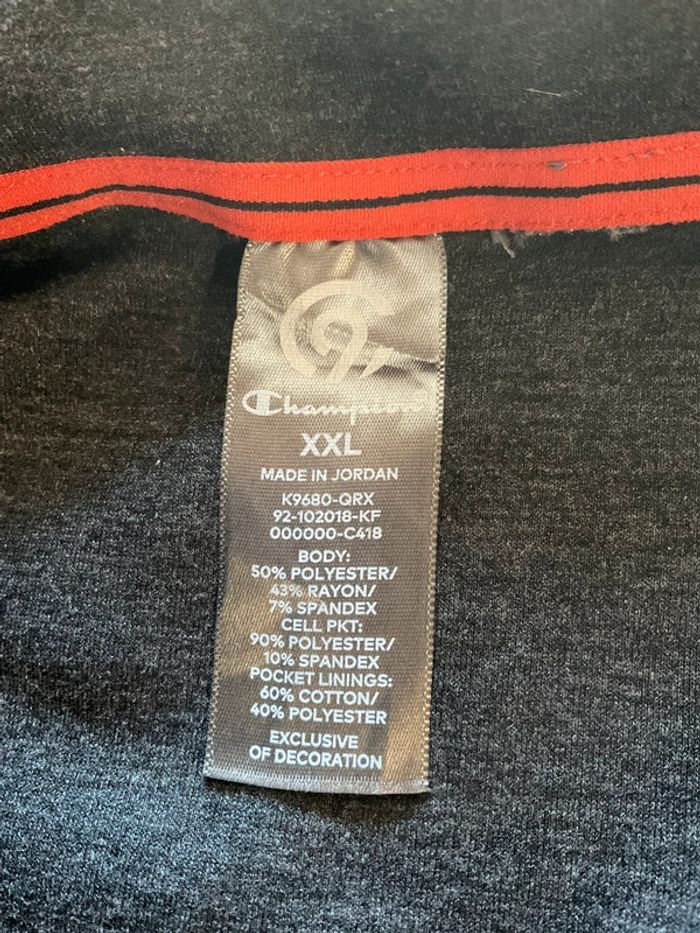 C9
Champion
XXL
MADE IN JORDAN
K9680-QRX
92-102018-KF
000000-C418
BODY:
50% POLYESTER/
43% RAYON/
7% SPANDEX
CELL PKT:
90% POLYESTER/
10% SPANDEX
POCKET LININGS:
60% COTTON/
40% POLYESTER
EXCLUSIVE
OF DECORATION